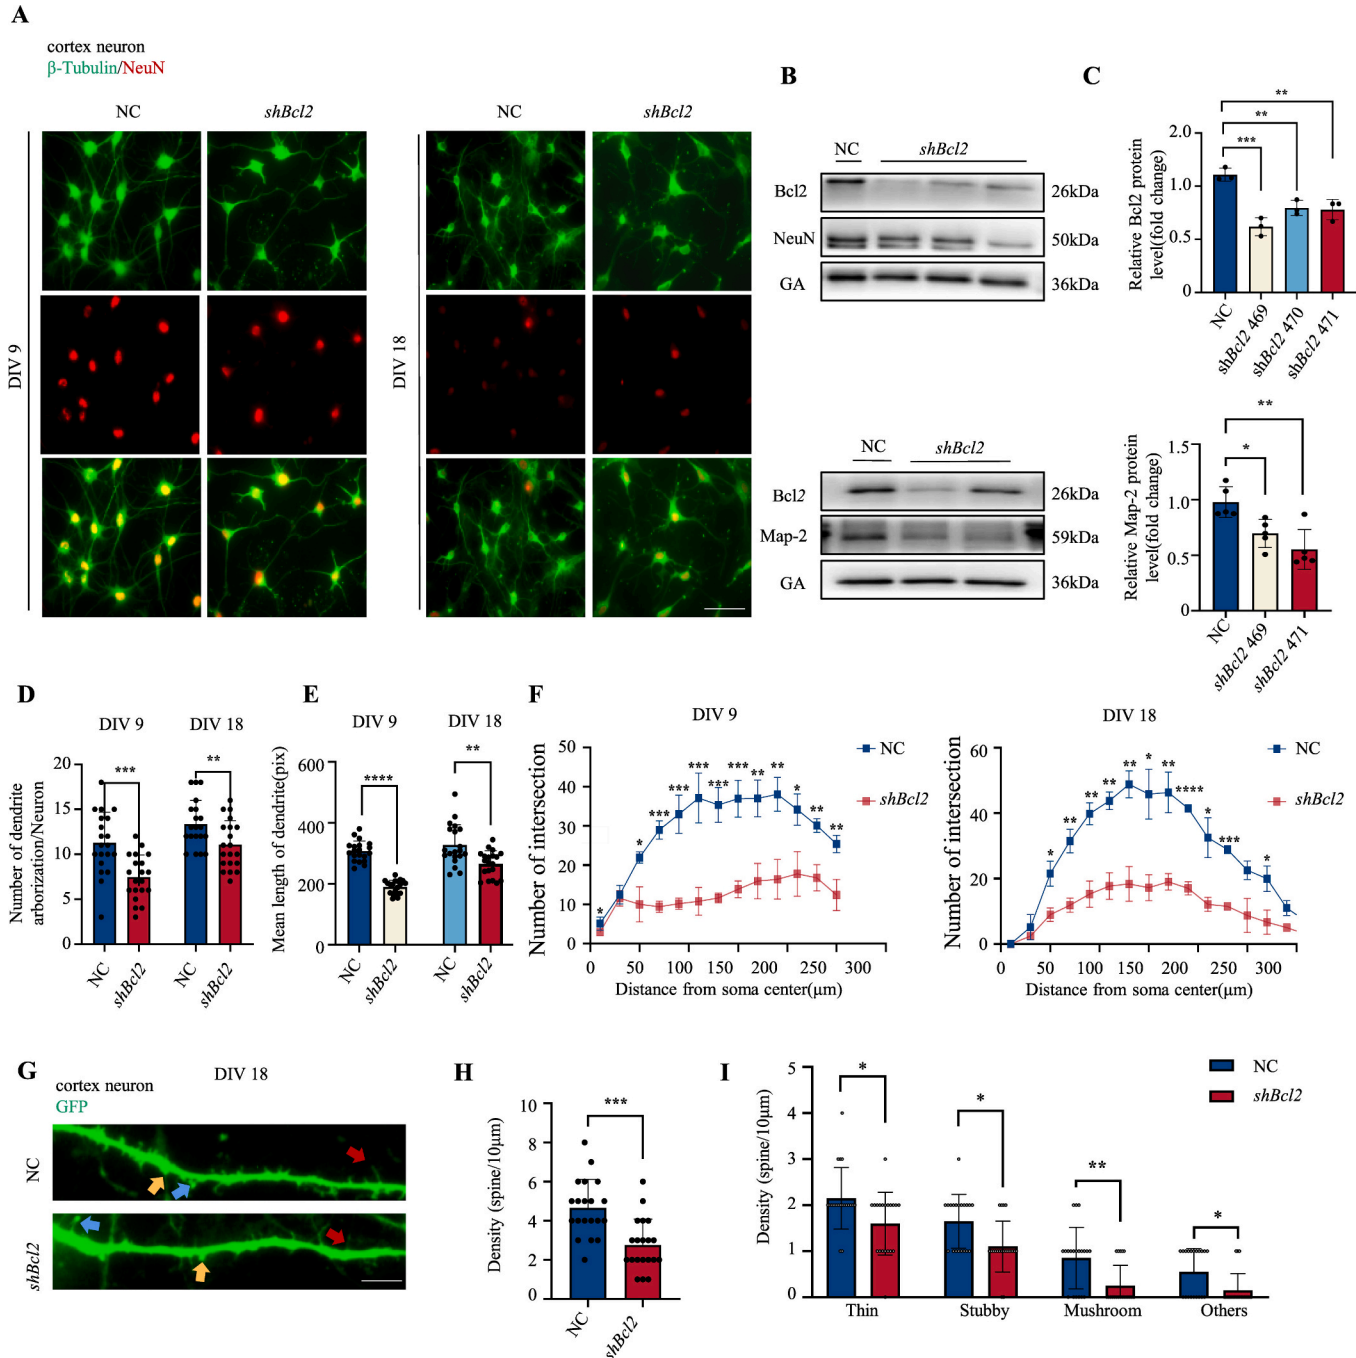 A
cortex neuron
β-Tubulin/NeuN
NC
shBcl2
NC
shBcl2
DIV 9
DIV 18
B
NC
shBcl2
Bcl2
26kDa
NeuN
50kDa
GA
36kDa
NC
shBcl2
Bcl2
26kDa
Map-2
59kDa
GA
36kDa
C
Relative Bcl2 protein
level(fold change)
2.0
1.0
0.5
0
**
**
***
NC
shBcl2 469
shBcl2 470
shBcl2 471
Relative Map-2 protein
level(fold change)
1.5
1.0
0.5
0
**
*
NC
shBcl2 469
shBcl2 471
D
DIV 9
DIV 18
Number of dendrite
arborization/Neuron
20
15
10
5
0
***
**
NC
shBcl2
NC
shBcl2
E
DIV 9
DIV 18
Mean length of dendrite(pix)
600
400
200
0
****
**
NC
shBcl2
NC
shBcl2
F
DIV 9
Number of intersection
50
40
30
20
10
0
* * *** *** *** *** *** ** ** * ** **
NC
shBcl2
0 50 100 150 200 250 300
Distance from soma center(μm)
DIV 18
Number of intersection
60
40
20
0
* ** ** ** ** * ** **** * *** *
NC
shBcl2
50 100 150 200 255 300
Distance from soma center(μm)
G
DIV 18
cortex neuron
GFP
NC
shBcl2
H
Density (spine/10μm)
10
8
6
4
2
0
***
NC
shBcl2
I
Density (spine/10μm)
5
4
3
2
1
0
*
*
**
*
Thin
Stubby
Mushroom
Others
NC
shBcl2